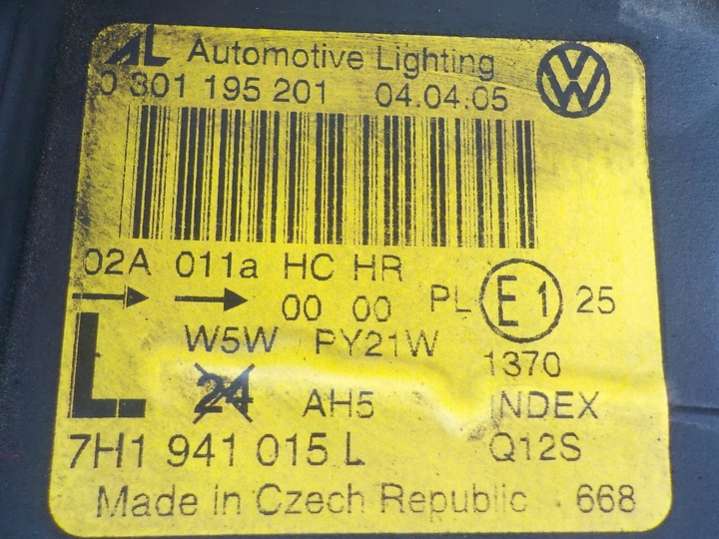 AL Automotive Lighting
0 301 195 201 04.04.05
02A 011a HC HR
00 00 PL E1 25
W5W PY21W 1370
L 24 AH5 INDEX
7H1 941 015 L Q12S
Made in Czech Republic 668